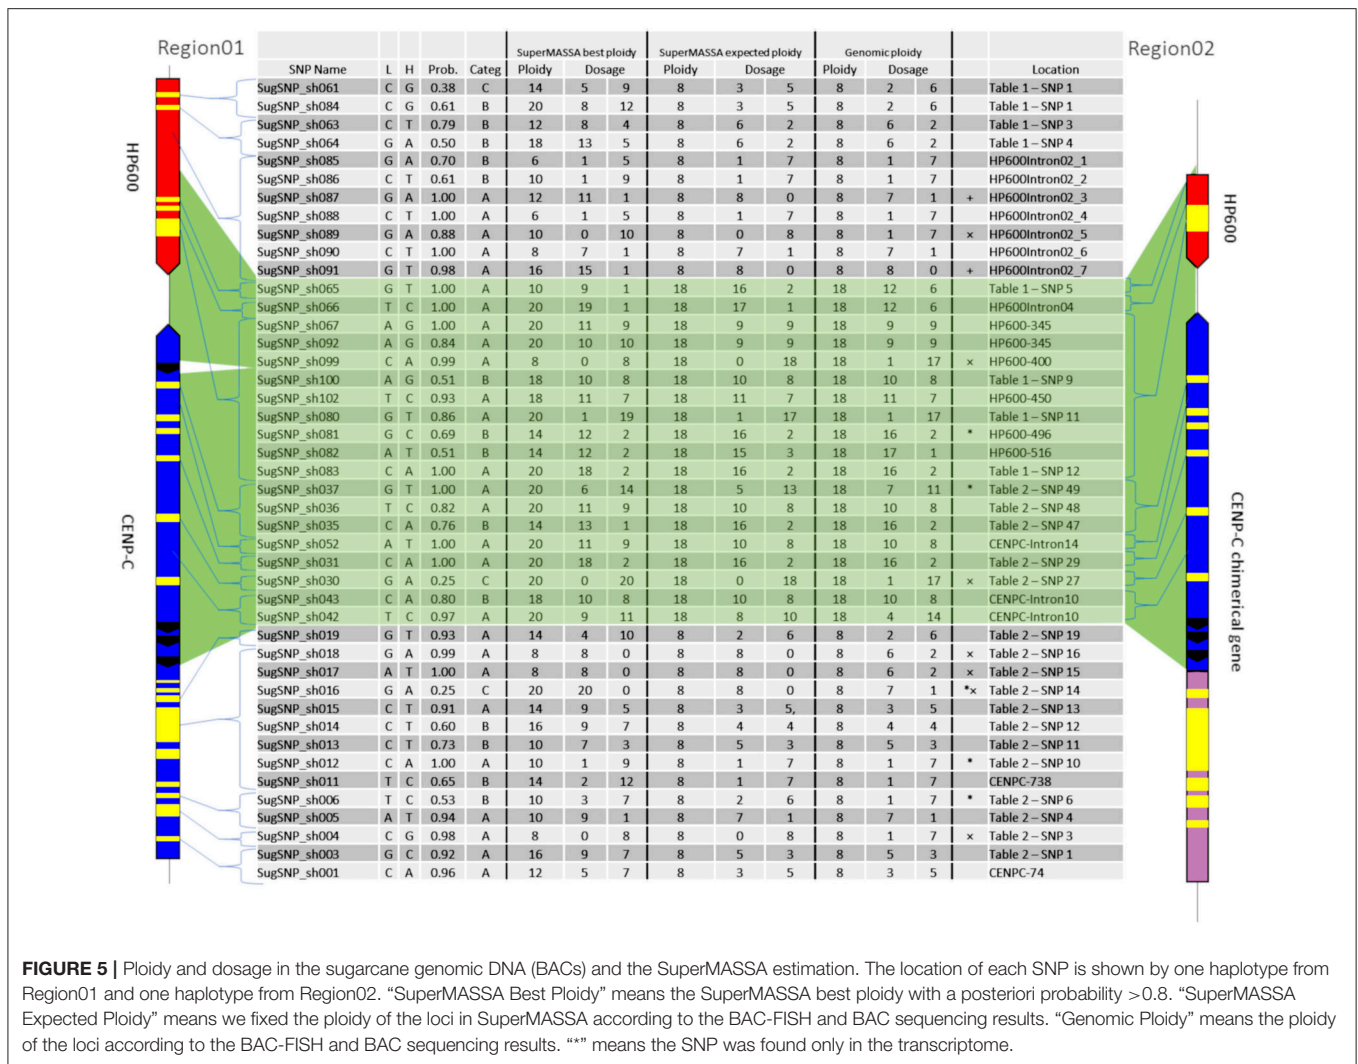 Region01
Region02
SuperMASSA best ploidy SuperMASSA expected ploidy Genomic ploidy
SNP Name L H Prob. Categ Ploidy Dosage Ploidy Dosage Ploidy Dosage Location
SugSNP_sh061 C G 0.38 C 14 5 9 8 3 5 8 2 6 Table 1 – SNP 1
SugSNP_sh084 C G 0.61 B 20 8 12 8 3 5 8 2 6 Table 1 – SNP 1
SugSNP_sh063 C T 0.79 B 12 8 4 8 6 2 8 6 2 Table 1 – SNP 3
SugSNP_sh064 G A 0.50 B 18 13 5 8 6 2 8 6 2 Table 1 – SNP 4
SugSNP_sh085 G A 0.70 B 6 1 5 8 1 7 8 1 7 HP600Intron02_1
SugSNP_sh086 C T 0.61 B 10 1 9 8 1 7 8 1 7 HP600Intron02_2
SugSNP_sh087 G A 1.00 A 12 11 1 8 8 0 8 7 1 + HP600Intron02_3
SugSNP_sh088 C T 1.00 A 6 1 5 8 1 7 8 1 7 HP600Intron02_4
SugSNP_sh089 G A 0.88 A 10 0 10 8 0 8 8 1 7 × HP600Intron02_5
SugSNP_sh090 C T 1.00 A 8 7 1 8 7 1 8 7 1 HP600Intron02_6
SugSNP_sh091 G T 0.98 A 16 15 1 8 8 0 8 8 0 + HP600Intron02_7
SugSNP_sh065 G T 1.00 A 10 9 1 18 16 2 18 12 6 Table 1 – SNP 5
SugSNP_sh066 T C 1.00 A 20 19 1 18 17 1 18 12 6 HP600Intron04
SugSNP_sh067 A G 1.00 A 20 11 9 18 9 9 18 9 9 HP600-345
SugSNP_sh092 A G 0.84 A 20 10 10 18 9 9 18 9 9 HP600-345
SugSNP_sh099 C A 0.99 A 8 0 8 18 0 18 18 1 17 × HP600-400
SugSNP_sh100 A G 0.51 B 18 10 8 18 10 8 18 10 8 Table 1 – SNP 9
SugSNP_sh102 T C 0.93 A 18 11 7 18 11 7 18 11 7 HP600-450
SugSNP_sh080 G T 0.86 A 20 1 19 18 1 17 18 1 17 Table 1 – SNP 11
SugSNP_sh081 G C 0.69 B 14 12 2 18 16 2 18 16 2 * HP600-496
SugSNP_sh082 A T 0.51 B 14 12 2 18 15 3 18 17 1 HP600-516
SugSNP_sh083 C A 1.00 A 20 18 2 18 16 2 18 16 2 Table 1 – SNP 12
SugSNP_sh037 G T 1.00 A 20 6 14 18 5 13 18 7 11 * Table 2 – SNP 49
SugSNP_sh036 T C 0.82 A 20 11 9 18 10 8 18 10 8 Table 2 – SNP 48
SugSNP_sh035 C A 0.76 B 14 13 1 18 16 2 18 16 2 Table 2 – SNP 47
SugSNP_sh052 A T 1.00 A 20 11 9 18 10 8 18 10 8 CENPC-Intron14
SugSNP_sh031 C A 1.00 A 20 18 2 18 16 2 18 16 2 Table 2 – SNP 29
SugSNP_sh030 G A 0.25 C 20 0 20 18 0 18 18 1 17 × Table 2 – SNP 27
SugSNP_sh043 C A 0.80 B 18 10 8 18 10 8 18 10 8 CENPC-Intron10
SugSNP_sh042 T C 0.97 A 20 9 11 18 8 10 18 4 14 CENPC-Intron10
SugSNP_sh019 G T 0.93 A 14 4 10 8 2 6 8 2 6 Table 2 – SNP 19
SugSNP_sh018 G A 0.99 A 8 8 0 8 8 0 8 6 2 × Table 2 – SNP 16
SugSNP_sh017 A T 1.00 A 8 8 0 8 8 0 8 6 2 × Table 2 – SNP 15
SugSNP_sh016 G A 0.25 C 20 20 0 8 8 0 8 7 1 *× Table 2 – SNP 14
SugSNP_sh015 C T 0.91 A 14 9 5 8 3 5, 8 3 5 Table 2 – SNP 13
SugSNP_sh014 C T 0.60 B 16 9 7 8 4 4 8 4 4 Table 2 – SNP 12
SugSNP_sh013 C T 0.73 B 10 7 3 8 5 3 8 5 3 Table 2 – SNP 11
SugSNP_sh012 C A 1.00 A 10 1 9 8 1 7 8 1 7 * Table 2 – SNP 10
SugSNP_sh011 T C 0.65 B 14 2 12 8 1 7 8 1 7 CENPC-738
SugSNP_sh006 T C 0.53 B 10 3 7 8 2 6 8 1 7 * Table 2 – SNP 6
SugSNP_sh005 A T 0.94 A 10 9 1 8 7 1 8 7 1 Table 2 – SNP 4
SugSNP_sh004 C G 0.98 A 8 0 8 8 0 8 8 1 7 × Table 2 – SNP 3
SugSNP_sh003 G C 0.92 A 16 9 7 8 5 3 8 5 3 Table 2 – SNP 1
SugSNP_sh001 C A 0.96 A 12 5 7 8 3 5 8 3 5 CENPC-74
HP600
CENP-C
HP600
CENP-C chimerical gene
FIGURE 5 | Ploidy and dosage in the sugarcane genomic DNA (BACs) and the SuperMASSA estimation. The location of each SNP is shown by one haplotype from
Region01 and one haplotype from Region02. “SuperMASSA Best Ploidy” means the SuperMASSA best ploidy with a posteriori probability >0.8. “SuperMASSA
Expected Ploidy” means we fixed the ploidy of the loci in SuperMASSA according to the BAC-FISH and BAC sequencing results. “Genomic Ploidy” means the ploidy
of the loci according to the BAC-FISH and BAC sequencing results. “*” means the SNP was found only in the transcriptome.